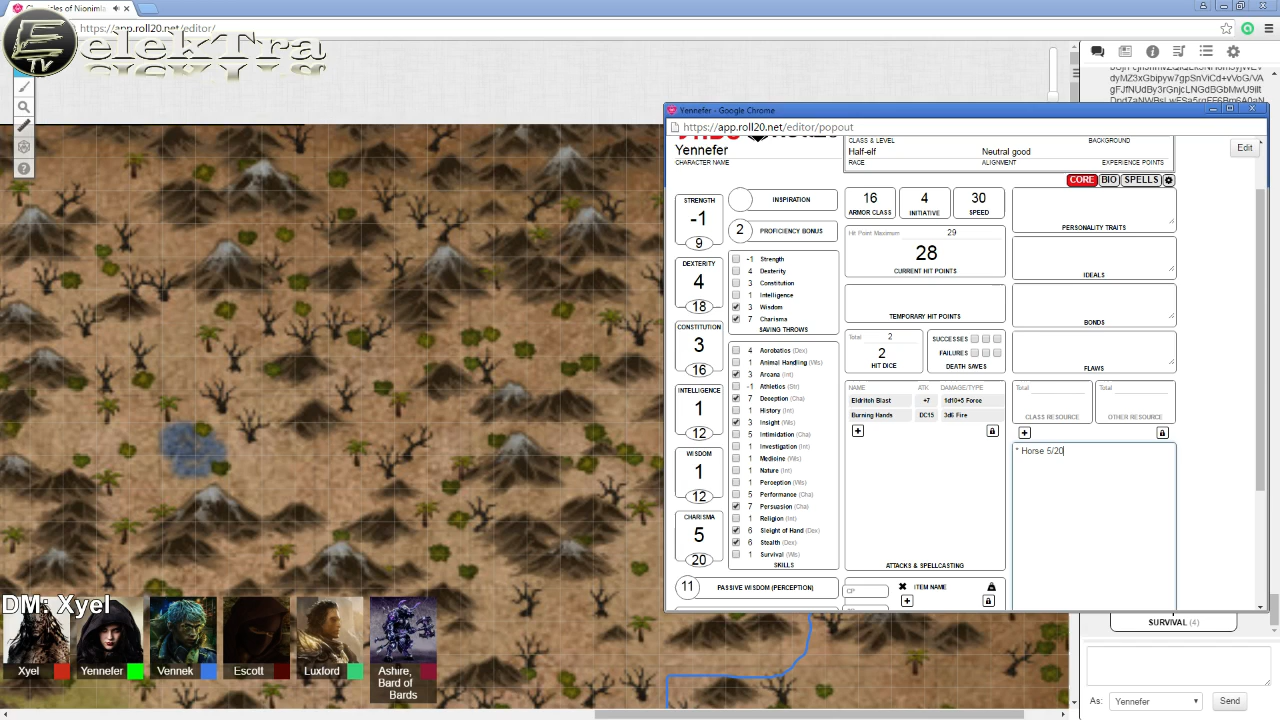 https://app.roll20.net/editor/
elekTra
TV
Yennefer - Google Chrome
https://app.roll20.net/editor/popout
Edit
Yennefer
CHARACTER NAME
CLASS & LEVEL
BACKGROUND
Half-elf
Neutral good
RACE
ALIGNMENT
EXPERIENCE POINTS
CORE
BIO
SPELLS
STRENGTH
-1
9
DEXTERITY
4
18
CONSTITUTION
3
16
INTELLIGENCE
1
12
WISDOM
1
12
CHARISMA
5
20
INSPIRATION
2
PROFICIENCY BONUS
-1 Strength
4 Dexterity
3 Constitution
1 Intelligence
3 Wisdom
7 Charisma
SAVING THROWS
4 Acrobatics (Dex)
1 Animal Handling (Wis)
3 Arcana (Int)
-1 Athletics (Str)
7 Deception (Cha)
1 History (Int)
3 Insight (Wis)
5 Intimidation (Cha)
1 Investigation (Int)
1 Medicine (Wis)
1 Nature (Int)
1 Perception (Wis)
5 Performance (Cha)
7 Persuasion (Cha)
1 Religion (Int)
6 Sleight of Hand (Dex)
6 Stealth (Dex)
1 Survival (Wis)
SKILLS
11
PASSIVE WISDOM (PERCEPTION)
16
ARMOR CLASS
4
INITIATIVE
30
SPEED
Hit Point Maximum 29
28
CURRENT HIT POINTS
TEMPORARY HIT POINTS
Total 2
2
HIT DICE
SUCCESSES
FAILURES
DEATH SAVES
NAME ATK DAMAGE/TYPE
Eldritch Blast +7 1d10+5 Force
Burning Hands DC15 3d6 Fire
+
ATTACKS & SPELLCASTING
CP
ITEM NAME
+
PERSONALITY TRAITS
IDEALS
BONDS
FLAWS
Total
CLASS RESOURCE
Total
OTHER RESOURCE
+
* Horse 5/20
SURVIVAL (4)
As:
Yennefer
Send
DM: Xyel
Xyel
Yennefer
Vennek
Escott
Luxlord
Ashire,
Bard of
Bards